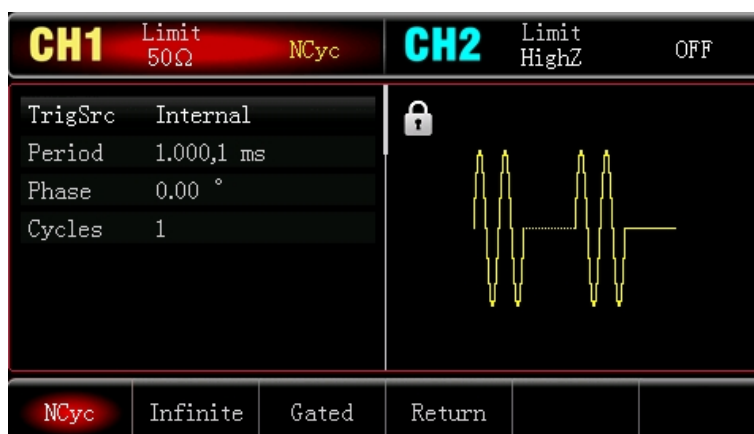 CH1 Limit 50Ω NCyc CH2 Limit HighZ OFF
TrigSrc Internal
Period 1.000,1 ms
Phase 0.00 °
Cycles 1
NCyc Infinite Gated Return